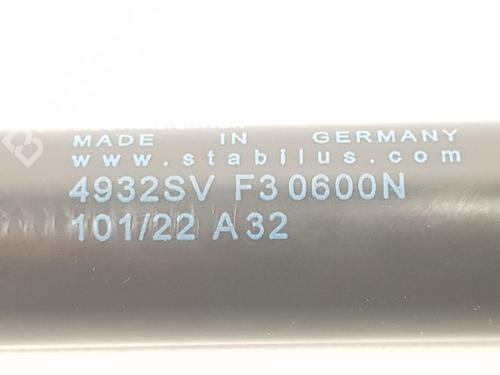 MADE IN GERMANY
www.stabilus.com
4932SV F3 0600N
101/22 A32